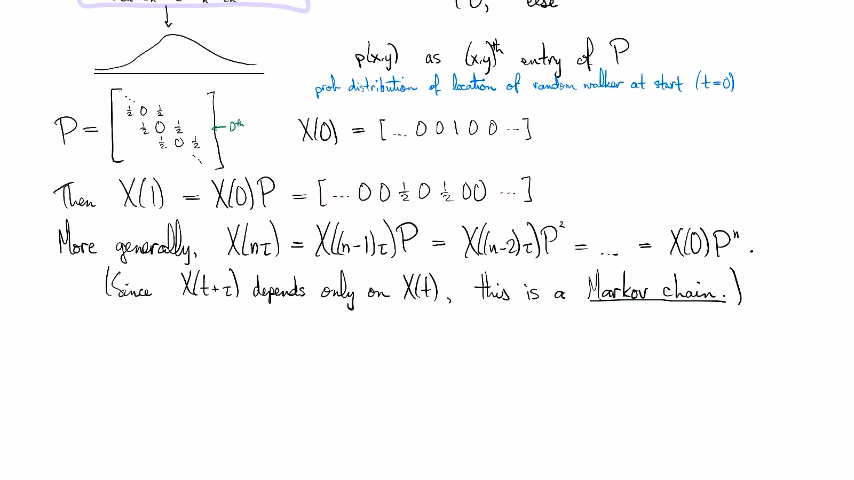 {0, else
p(x,y) as (x,y)^th entry of P
prob distribution of location of random walker at start (t=0)
P = [ ⋱ ½ 0 ½ ½ 0 ½ ½ 0 ½ ⋱ ] ← 0^th
X(0) = [ ... 0 0 1 0 0 ... ]
Then X(1) = X(0)P = [ ... 0 0 ½ 0 ½ 0 0 ... ]
More generally, X(nτ) = X((n-1)τ)P = X((n-2)τ)P² = ... = X(0)Pⁿ.
(Since X(t+τ) depends only on X(t), this is a Markov chain.)